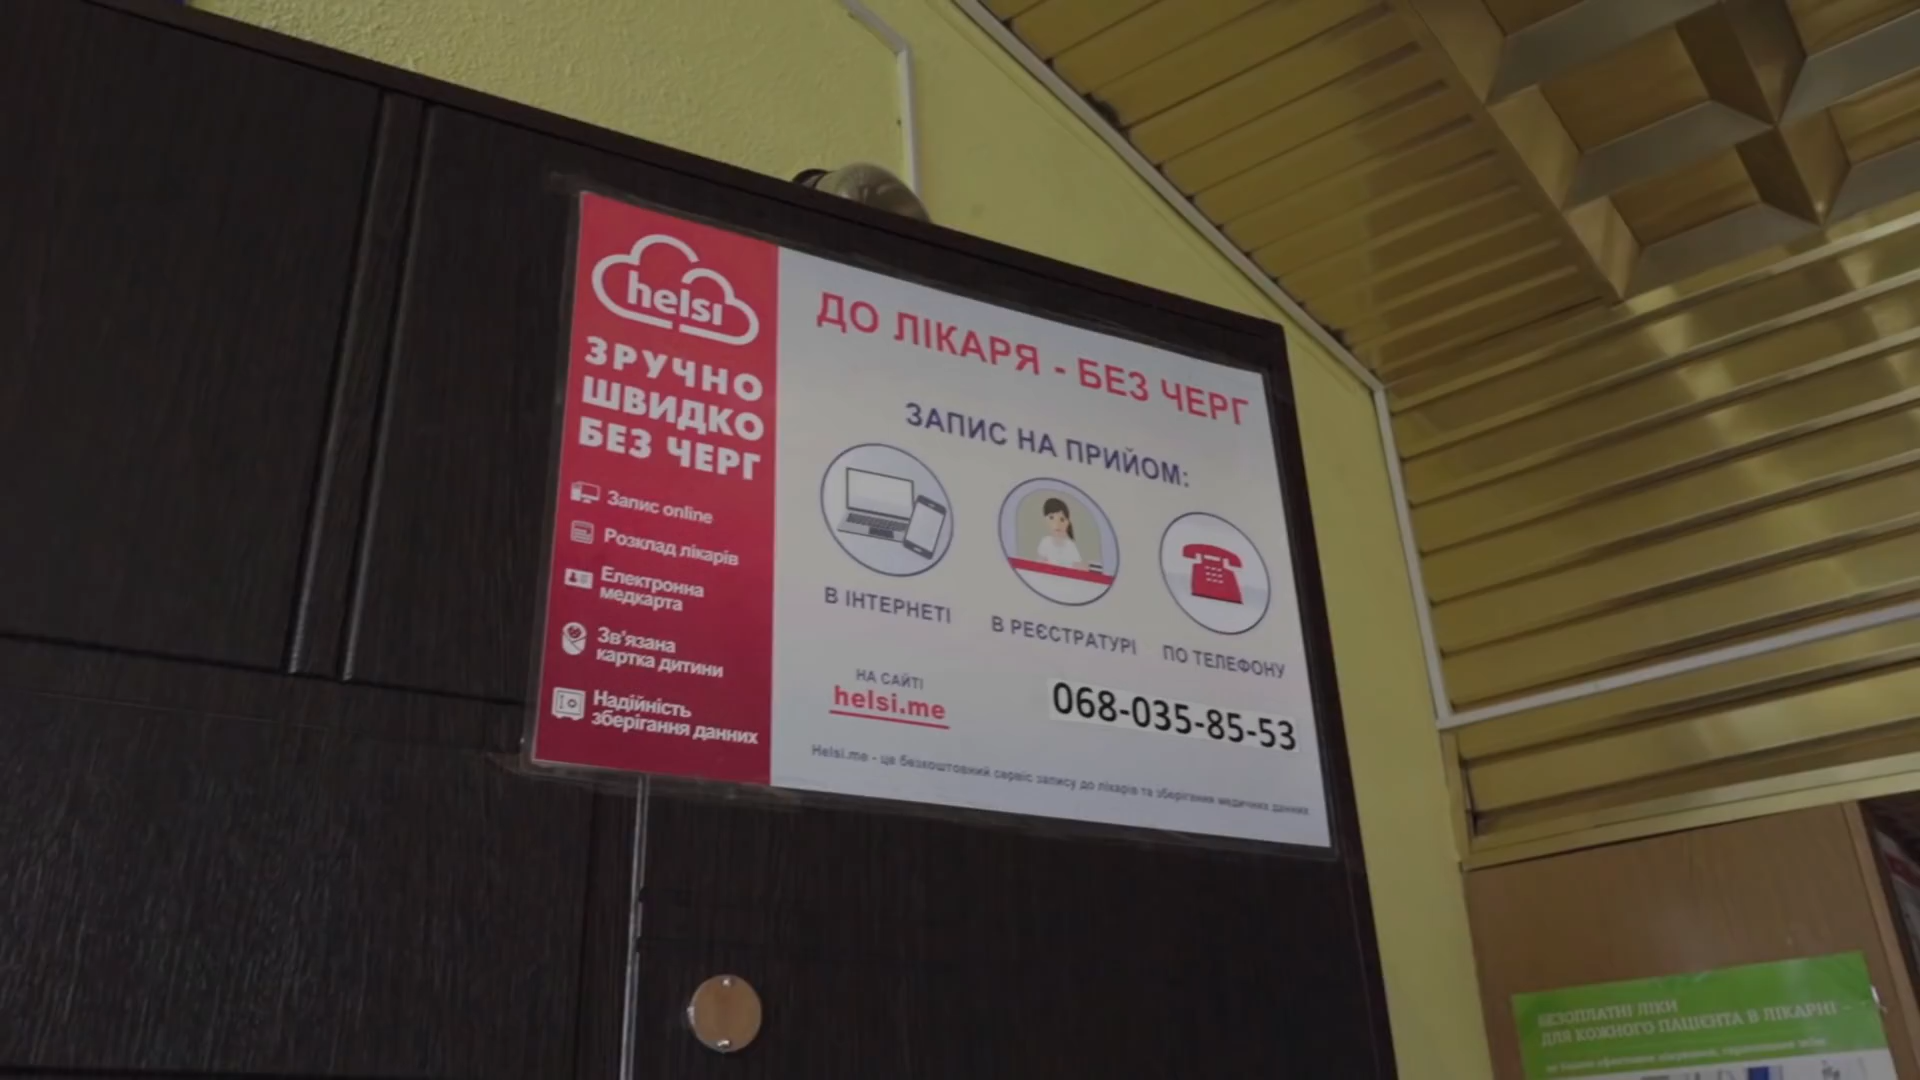 helsi
ЗРУЧНО
ШВИДКО
БЕЗ ЧЕРГ
Запис online
Розклад лікарів
Електронна
медкарта
Зв'язана
картка дитини
Надійність
зберігання данних
ДО ЛІКАРЯ - БЕЗ ЧЕРГ
ЗАПИС НА ПРИЙОМ:
В ІНТЕРНЕТІ
В РЕЄСТРАТУРІ
ПО ТЕЛЕФОНУ
НА САЙТІ
helsi.me
068-035-85-53
Helsi.me - це безкоштовний сервіс запису до лікарів та зберігання медичних данних
БЕЗОПЛАТНІ ЛІКИ
ДЛЯ КОЖНОГО ПАЦІЄНТА В ЛІКАРНІ –